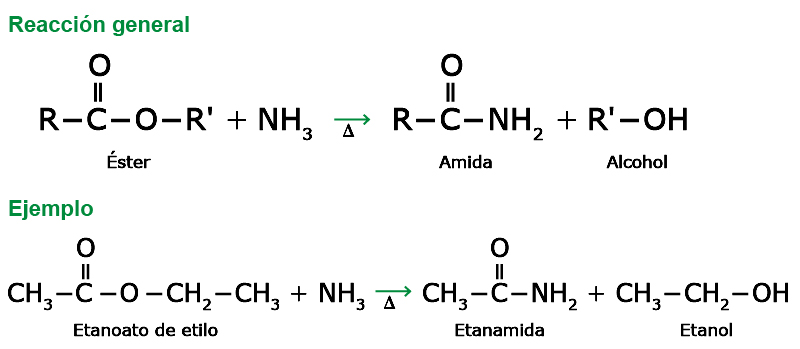 Reacción general
O
R–C–O–R' + NH₃ → R–C–NH₂ + R'–OH
O
Δ
Éster Amida Alcohol
Ejemplo
O O
CH₃–C–O–CH₂–CH₃ + NH₃ → CH₃–C–NH₂ + CH₃–CH₂–OH
Δ
Etanoato de etilo Etanamida Etanol